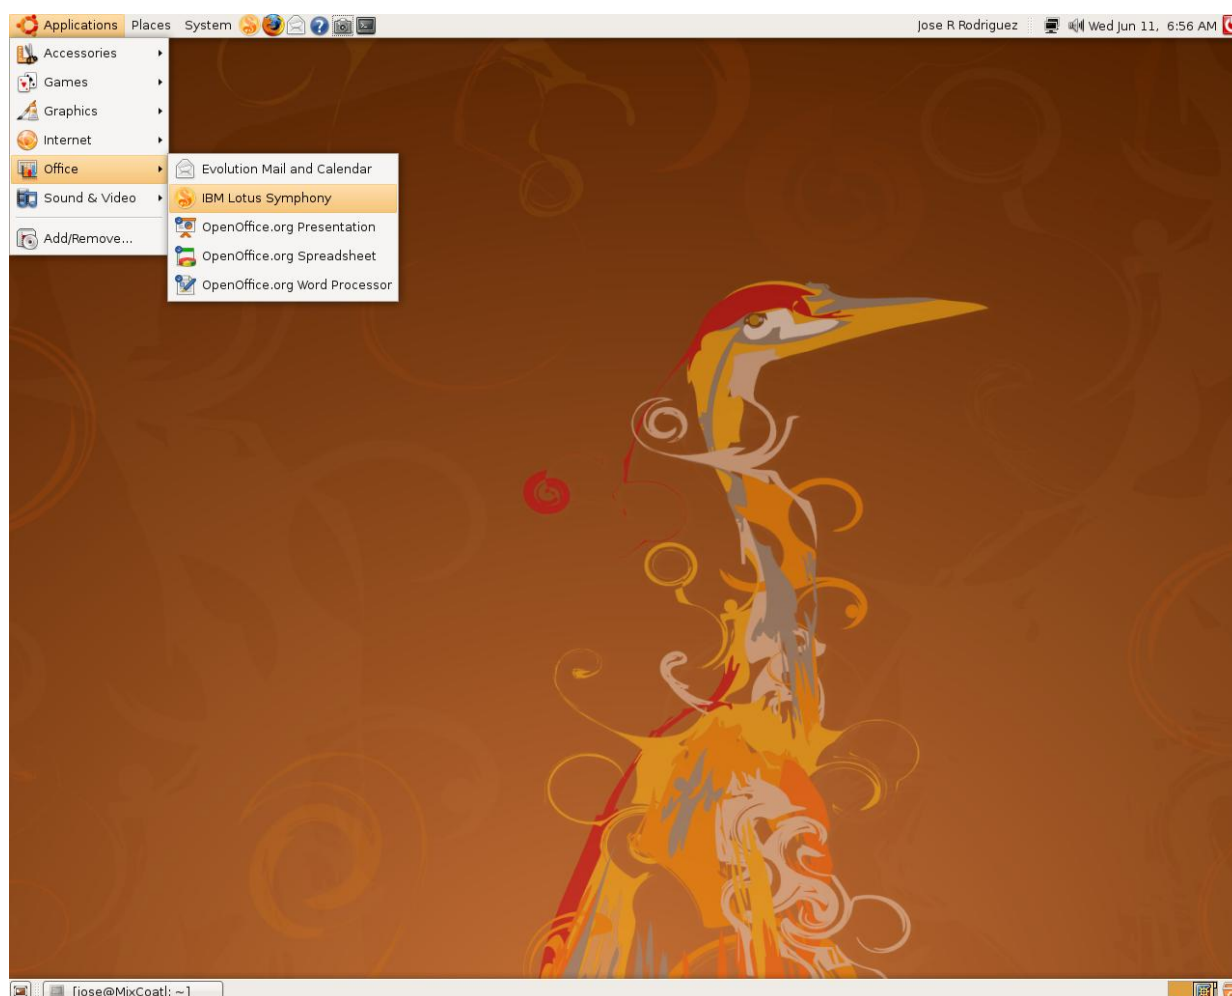 Applications Places System Jose R Rodriguez Wed Jun 11, 6:56 AM
Accessories
Games
Graphics
Internet
Office
Sound & Video
Add/Remove...
Evolution Mail and Calendar
IBM Lotus Symphony
OpenOffice.org Presentation
OpenOffice.org Spreadsheet
OpenOffice.org Word Processor
[jose@MixCoatl: ~]